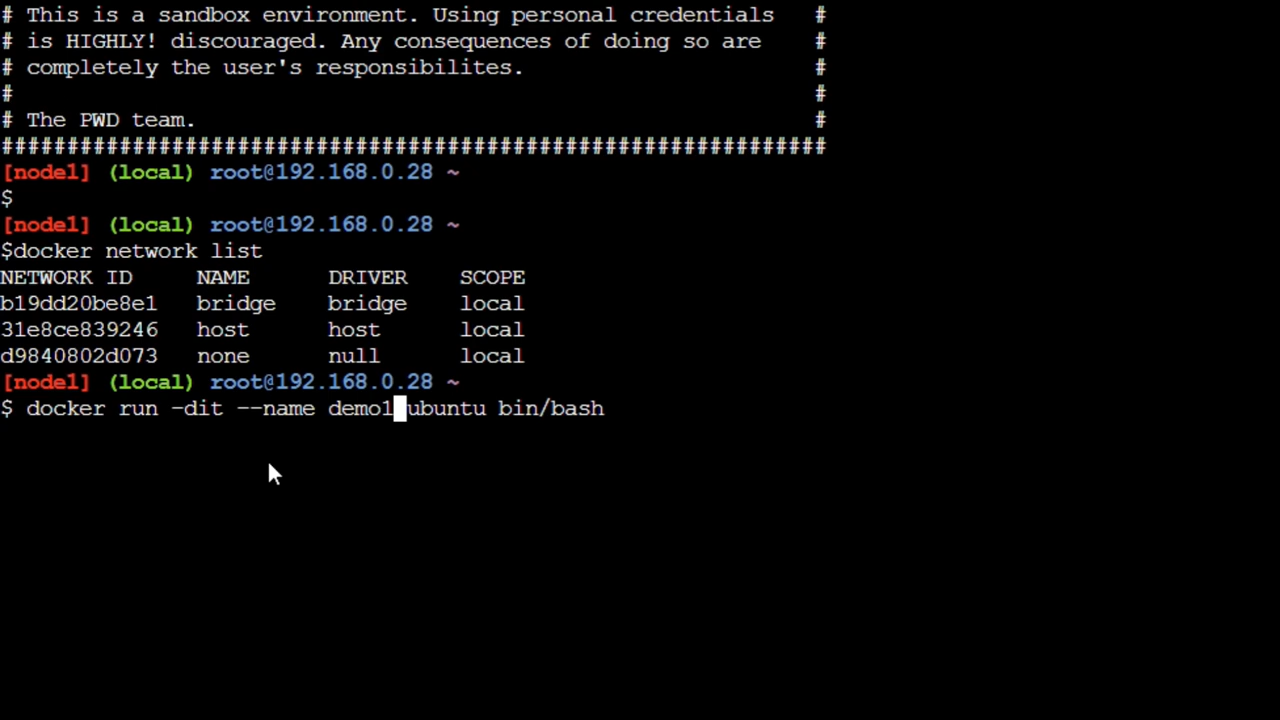 # This is a sandbox environment. Using personal credentials #
# is HIGHLY! discouraged. Any consequences of doing so are #
# completely the user's responsibilites. #
# #
# The PWD team. #
###############################################################
[node1] (local) root@192.168.0.28 ~
$
[node1] (local) root@192.168.0.28 ~
$docker network list
NETWORK ID NAME DRIVER SCOPE
b19dd20be8e1 bridge bridge local
31e8ce839246 host host local
d9840802d073 none null local
[node1] (local) root@192.168.0.28 ~
$ docker run -dit --name demo1 ubuntu bin/bash